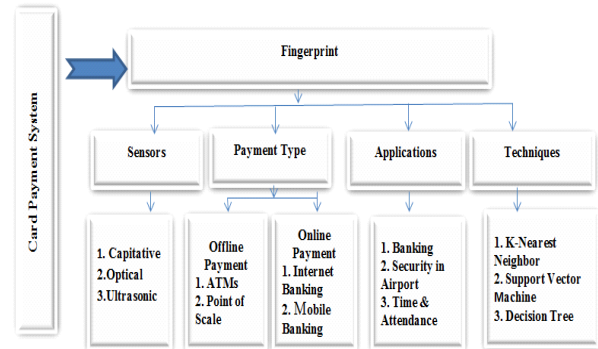 Card Payment System
Fingerprint
Sensors
Payment Type
Applications
Techniques
1. Capitative
2.Optical
3.Ultrasonic
Offline
Payment
1. ATMs
2. Point of
Scale
Online
Payment
1. Internet
Banking
2. Mobile
Banking
1. Banking
2. Security in
Airport
3. Time &
Attendance
1. K-Nearest
Neighbor
2. Support Vector
Machine
3. Decision Tree